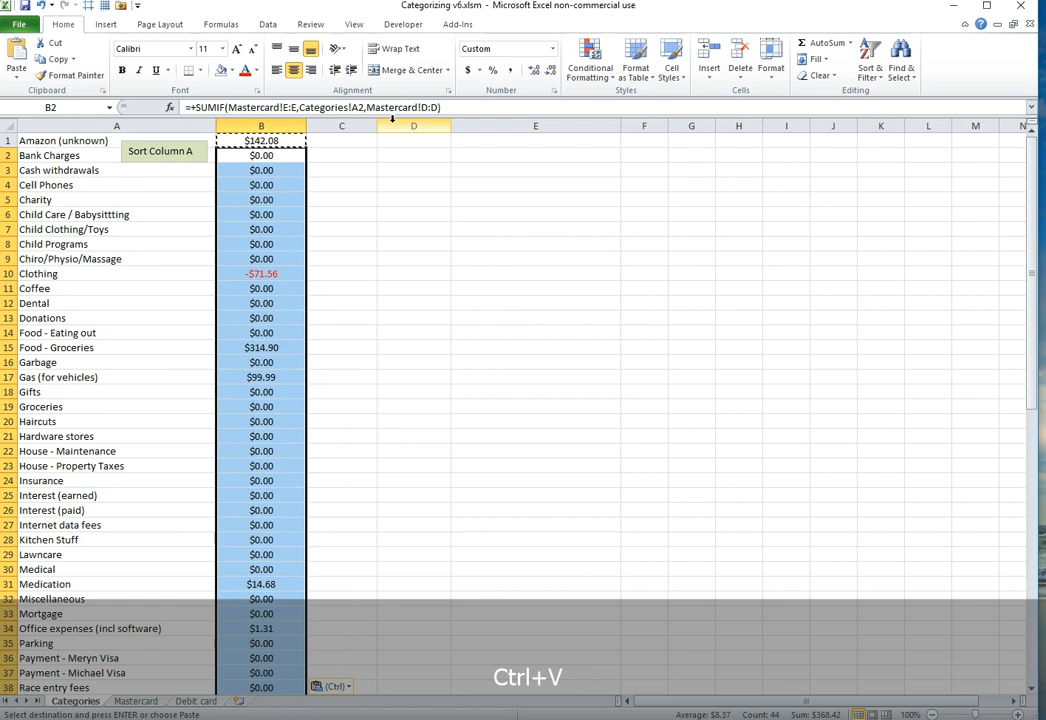 Categorizing v6.xlsm - Microsoft Excel non-commercial use
File Home Insert Page Layout Formulas Data Review View Developer Add-Ins
Cut Calibri 11 Wrap Text Custom AutoSum
Copy Fill
Paste Format Painter Merge & Center Conditional Formatting Format as Table Cell Styles Insert Delete Format Clear Sort & Filter Find & Select
Clipboard Font Alignment Number Styles Cells Editing
B2 fx =+SUMIF(Mastercard!E:E,Categories!A2,Mastercard!D:D)
A B C D E F G H I J K L M N
1 Amazon (unknown) $142.08
Sort Column A
2 Bank Charges $0.00
3 Cash withdrawals $0.00
4 Cell Phones $0.00
5 Charity $0.00
6 Child Care / Babysittting $0.00
7 Child Clothing/Toys $0.00
8 Child Programs $0.00
9 Chiro/Physio/Massage $0.00
10 Clothing -$71.56
11 Coffee $0.00
12 Dental $0.00
13 Donations $0.00
14 Food - Eating out $0.00
15 Food - Groceries $314.90
16 Garbage $0.00
17 Gas (for vehicles) $99.99
18 Gifts $0.00
19 Groceries $0.00
20 Haircuts $0.00
21 Hardware stores $0.00
22 House - Maintenance $0.00
23 House - Property Taxes $0.00
24 Insurance $0.00
25 Interest (earned) $0.00
26 Interest (paid) $0.00
27 Internet data fees $0.00
28 Kitchen Stuff $0.00
29 Lawncare $0.00
30 Medical $0.00
31 Medication $14.68
32 Miscellaneous $0.00
33 Mortgage $0.00
34 Office expenses (incl software) $1.31
35 Parking $0.00
36 Payment - Meryn Visa $0.00
37 Payment - Michael Visa $0.00
38 Race entry fees $0.00
(Ctrl)
Ctrl+V
Categories Mastercard Debit card
Select destination and press ENTER or choose Paste Average: $8.37 Count: 44 Sum: $368.42 100%